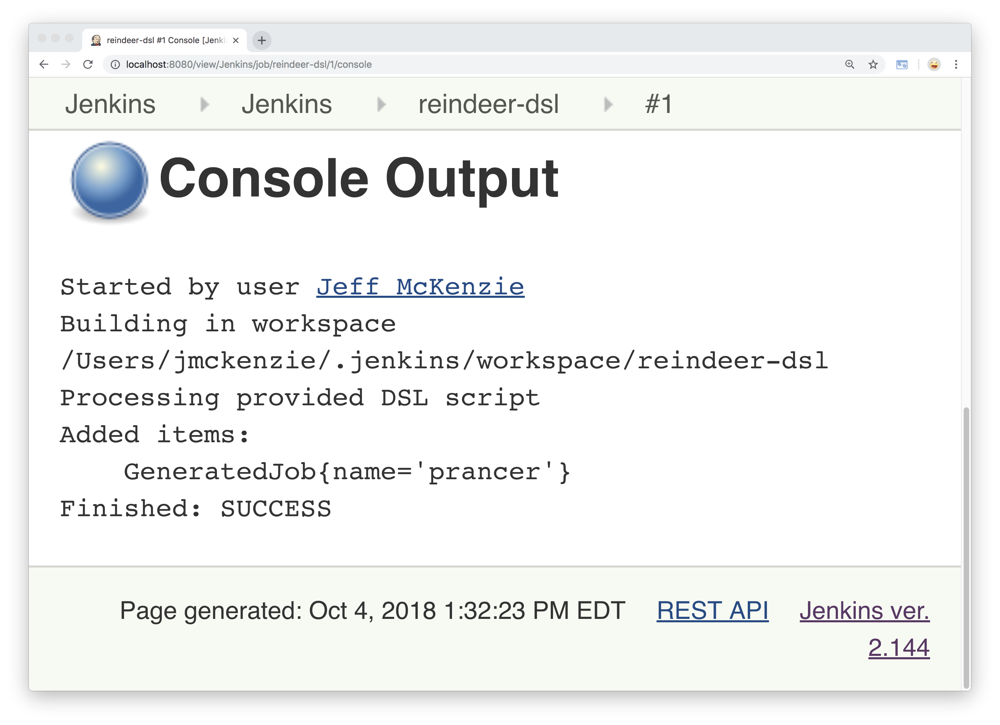 reindeer-dsl #1 Console [Jenki
localhost:8080/view/Jenkins/job/reindeer-dsl/1/console
Jenkins Jenkins reindeer-dsl #1
Console Output
Started by user Jeff McKenzie
Building in workspace
/Users/jmckenzie/.jenkins/workspace/reindeer-dsl
Processing provided DSL script
Added items:
    GeneratedJob{name='prancer'}
Finished: SUCCESS
Page generated: Oct 4, 2018 1:32:23 PM EDT REST API Jenkins ver.
2.144